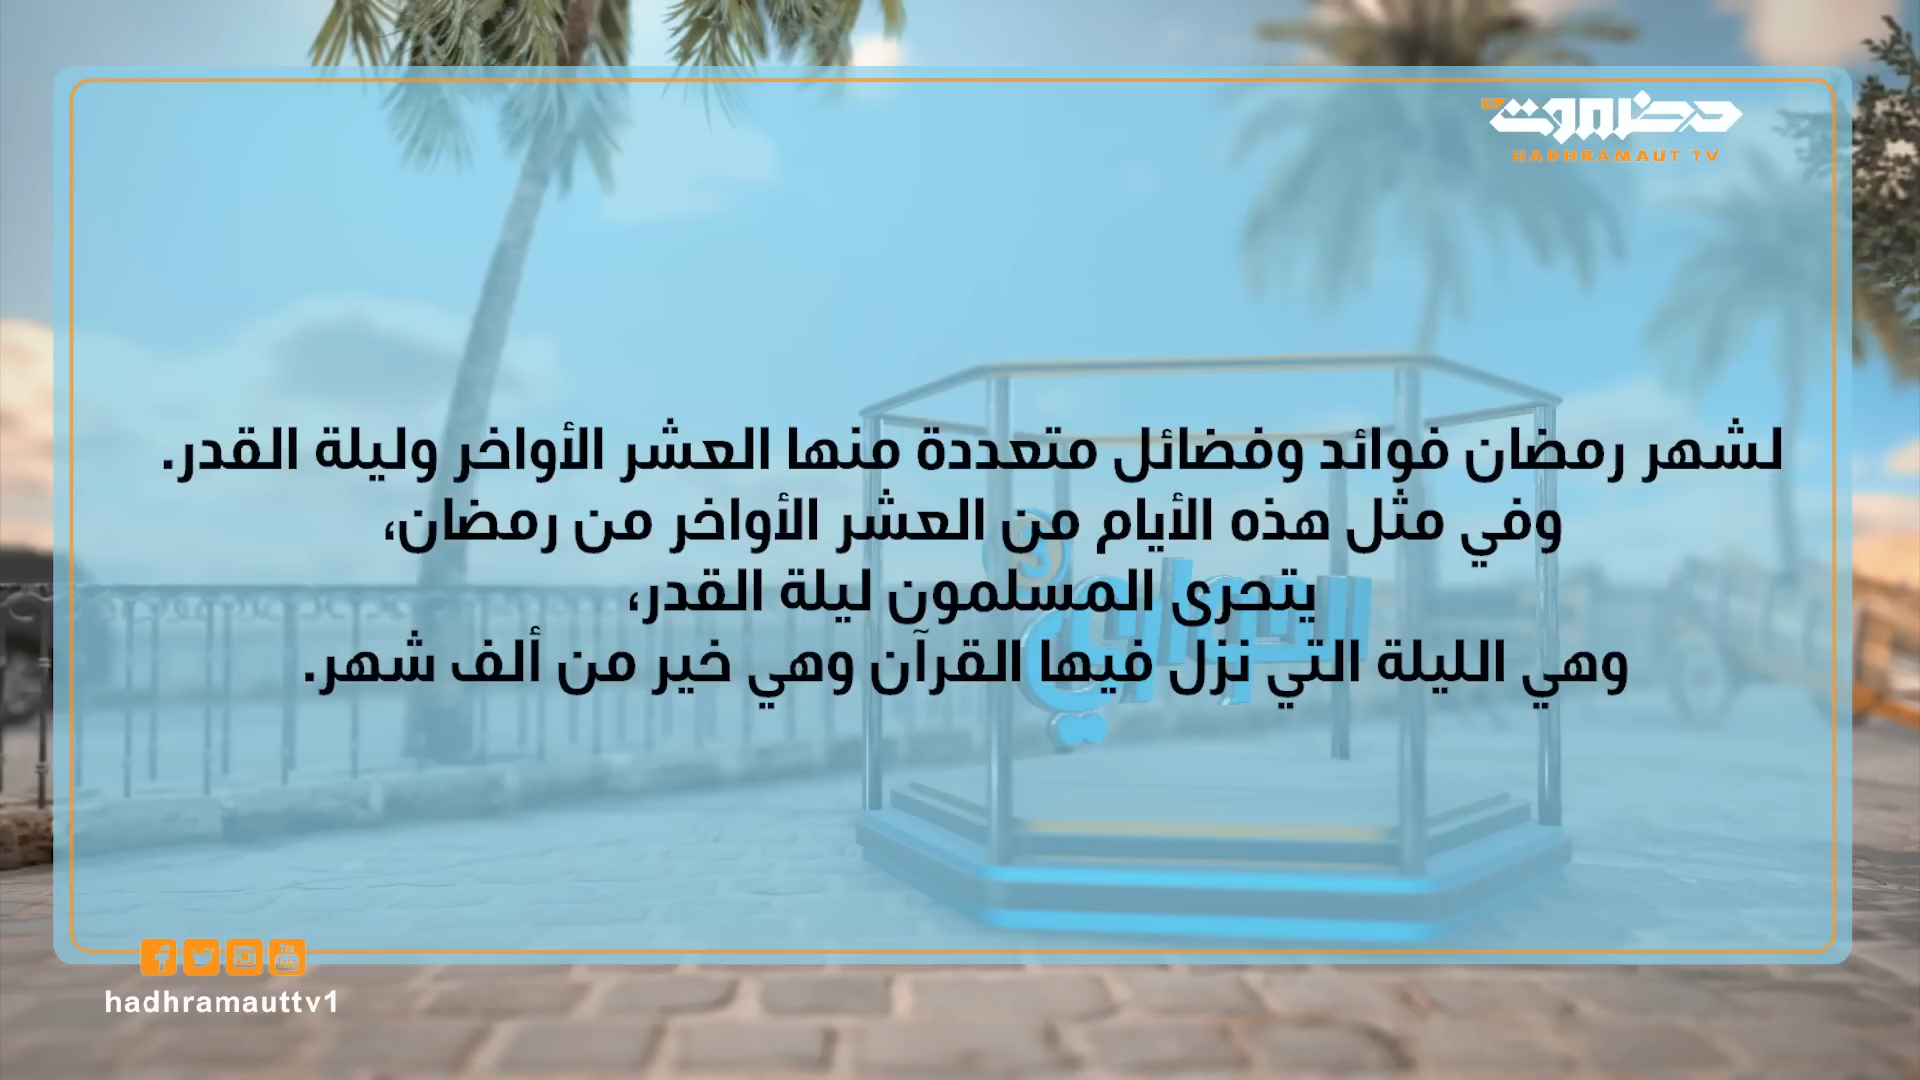 حضرموت
HADHRAMAUT TV
لشهر رمضان فوائد وفضائل متعددة منها العشر الأواخر وليلة القدر.
وفي مثل هذه الأيام من العشر الأواخر من رمضان،
يتحرى المسلمون ليلة القدر،
وهي الليلة التي نزل فيها القرآن وهي خير من ألف شهر.
hadhramauttv1